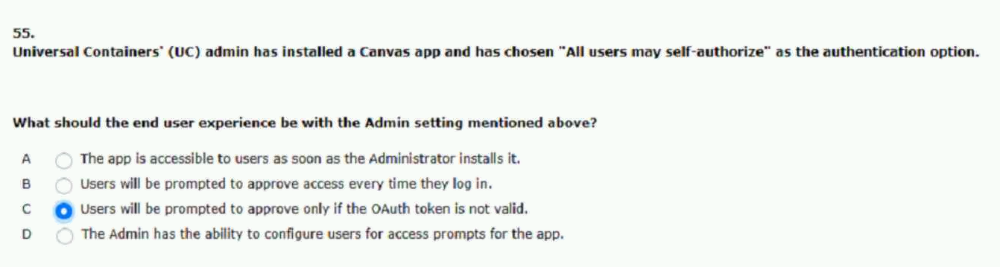 55.
Universal Containers' (UC) admin has installed a Canvas app and has chosen "All users may self-authorize" as the authentication option.
What should the end user experience be with the Admin setting mentioned above?
A The app is accessible to users as soon as the Administrator installs it.
B Users will be prompted to approve access every time they log in.
C Users will be prompted to approve only if the OAuth token is not valid.
D The Admin has the ability to configure users for access prompts for the app.